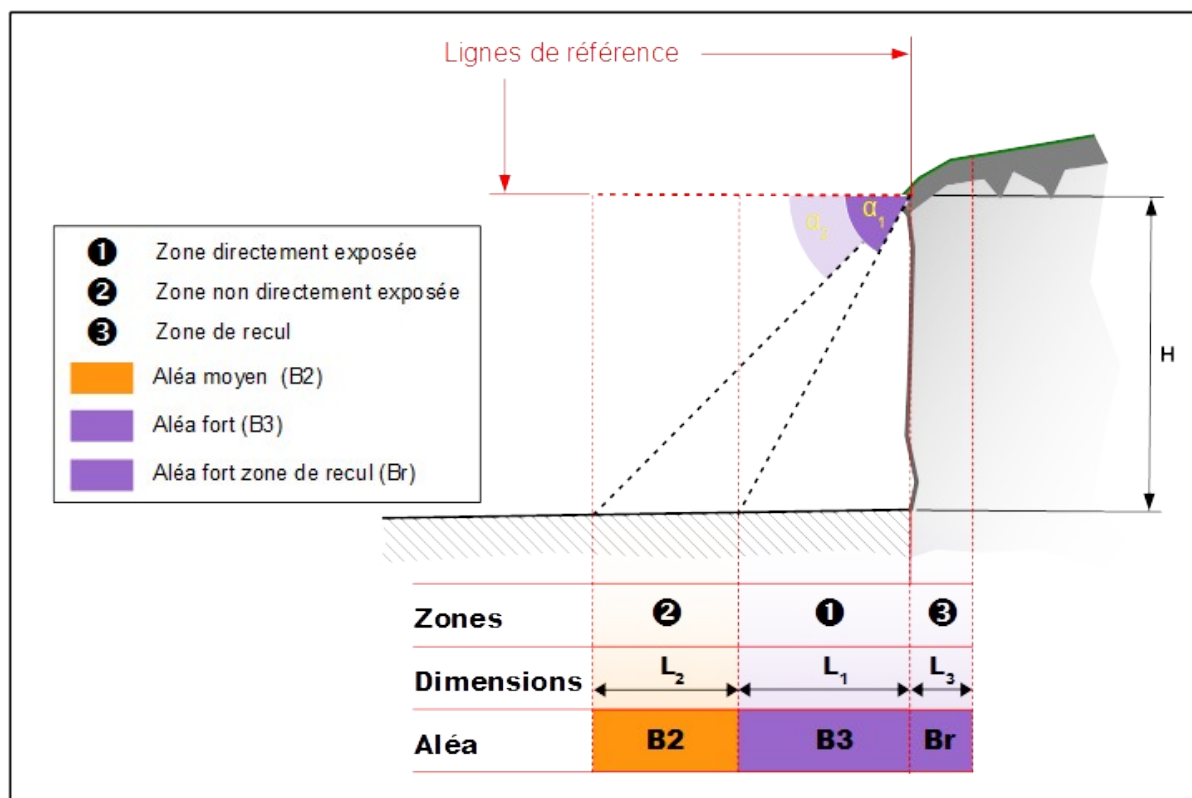 Lignes de référence
α₂
α₁
❶ Zone directement exposée
❷ Zone non directement exposée
❸ Zone de recul
Aléa moyen (B2)
Aléa fort (B3)
Aléa fort zone de recul (Br)
H
Zones ❷ ❶ ❸
Dimensions L₂ L₁ L₃
Aléa B2 B3 Br